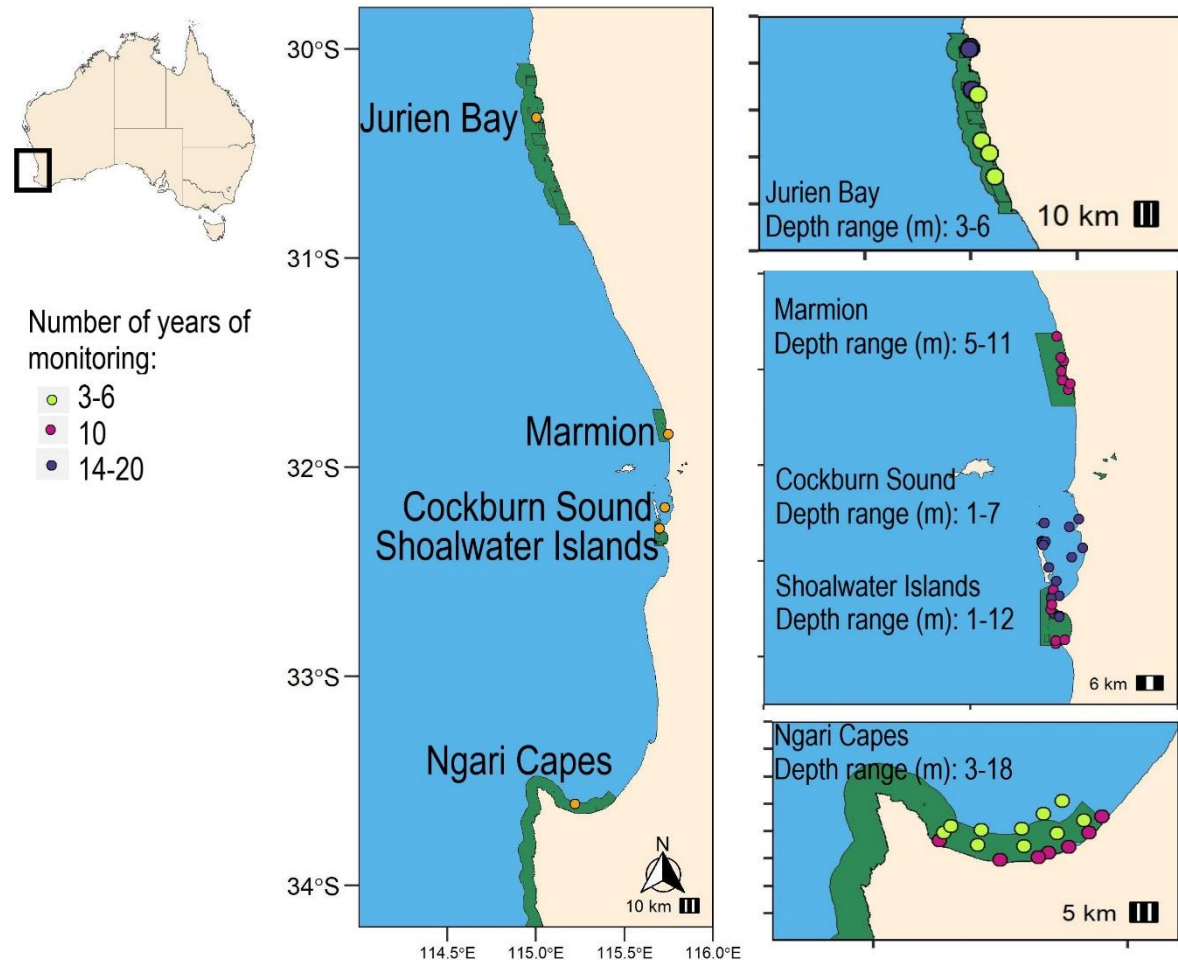 Number of years of
monitoring:
3-6
10
14-20
30°S
31°S
32°S
33°S
34°S
Jurien Bay
Marmion
Cockburn Sound
Shoalwater Islands
Ngari Capes
N
10 km
114.5°E
115.0°E
115.5°E
116.0°E
Jurien Bay
Depth range (m): 3-6
10 km
Marmion
Depth range (m): 5-11
Cockburn Sound
Depth range (m): 1-7
Shoalwater Islands
Depth range (m): 1-12
6 km
Ngari Capes
Depth range (m): 3-18
5 km